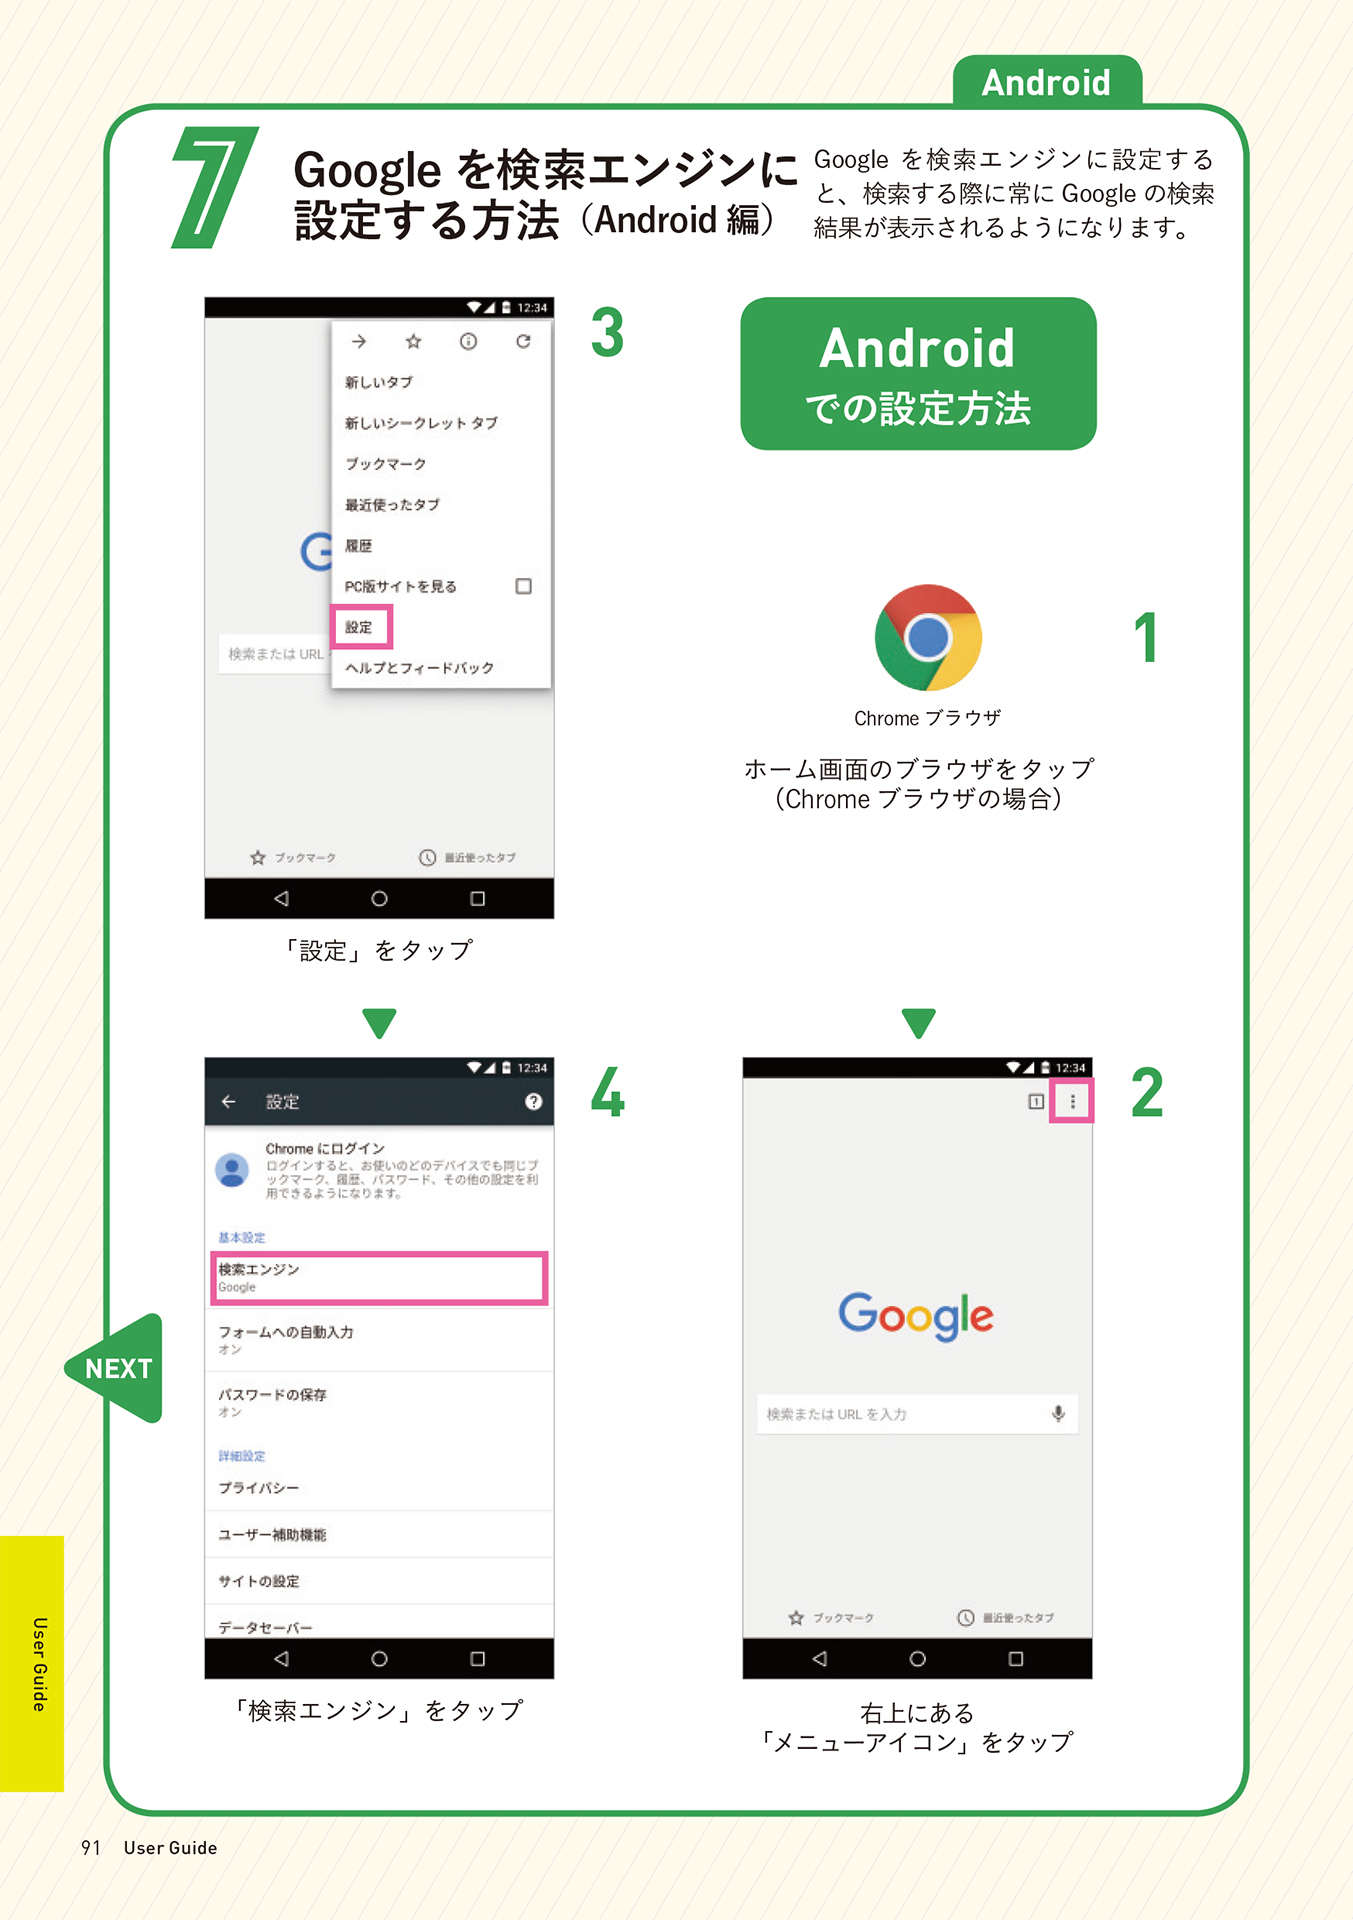 Android
7
Google を検索エンジンに
設定する方法（Android 編）
Google を検索エンジンに設定する
と、検索する際に常に Google の検索
結果が表示されるようになります。
Android
での設定方法
1
Chrome ブラウザ
ホーム画面のブラウザをタップ
（Chrome ブラウザの場合）
2
12:34
1
Google
検索または URL を入力
ブックマーク
最近使ったタブ
右上にある
「メニューアイコン」をタップ
3
12:34
新しいタブ
新しいシークレット タブ
ブックマーク
最近使ったタブ
履歴
PC版サイトを見る
設定
ヘルプとフィードバック
G
検索または URL
ブックマーク
最近使ったタブ
「設定」をタップ
4
12:34
設定
Chrome にログイン
ログインすると、お使いのどのデバイスでも同じブ
ックマーク、履歴、パスワード、その他の設定を利
用できるようになります。
基本設定
検索エンジン
Google
フォームへの自動入力
オン
パスワードの保存
オン
詳細設定
プライバシー
ユーザー補助機能
サイトの設定
データセーバー
「検索エンジン」をタップ
NEXT
User Guide
91 User Guide